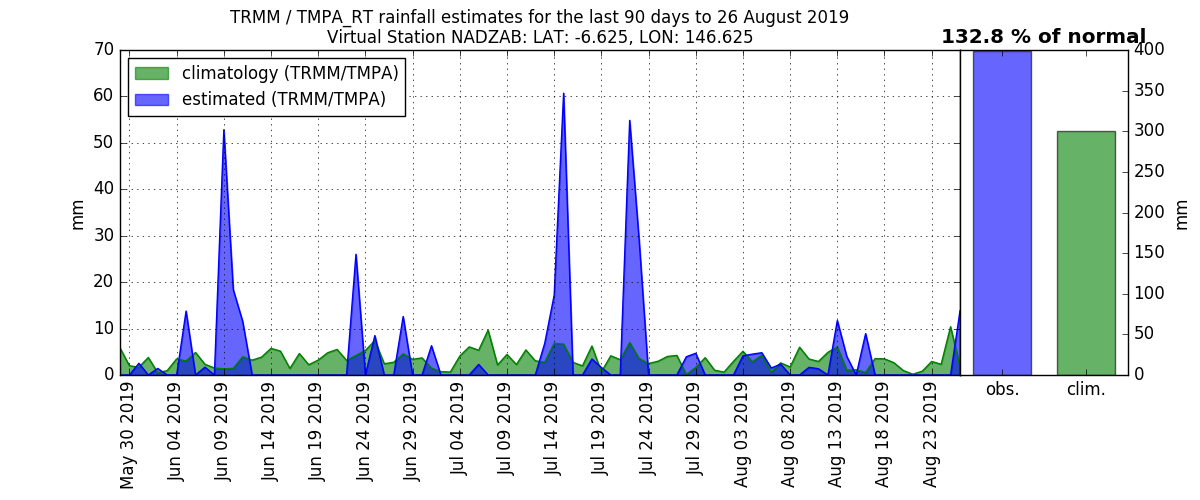 TRMM / TMPA_RT rainfall estimates for the last 90 days to 26 August 2019
Virtual Station NADZAB: LAT: -6.625, LON: 146.625
132.8 % of normal
climatology (TRMM/TMPA)
estimated (TRMM/TMPA)
70
60
50
40
30
20
10
0
mm
May 30 2019
Jun 04 2019
Jun 09 2019
Jun 14 2019
Jun 19 2019
Jun 24 2019
Jun 29 2019
Jul 04 2019
Jul 09 2019
Jul 14 2019
Jul 19 2019
Jul 24 2019
Jul 29 2019
Aug 03 2019
Aug 08 2019
Aug 13 2019
Aug 18 2019
Aug 23 2019
obs.
clim.
400
350
300
250
200
150
100
50
0
mm